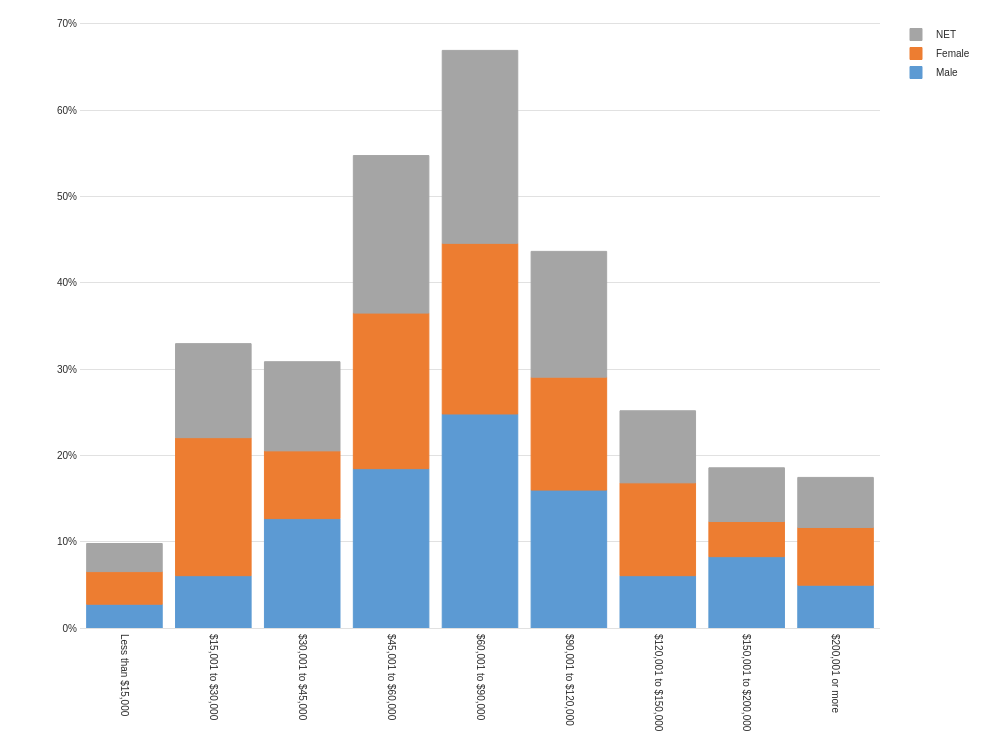 70%
60%
50%
40%
30%
20%
10%
0%
Less than $15,000
$15,001 to $30,000
$30,001 to $45,000
$45,001 to $60,000
$60,001 to $90,000
$90,001 to $120,000
$120,001 to $150,000
$150,001 to $200,000
$200,001 or more
NET
Female
Male